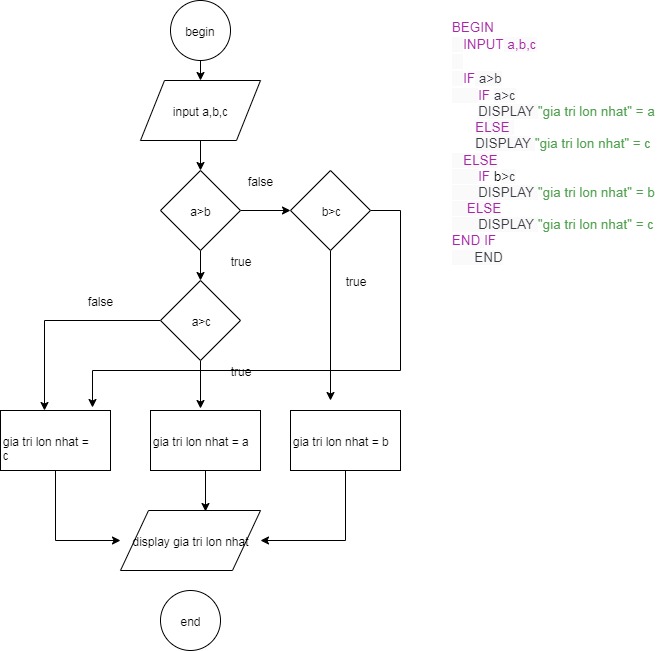 begin
input a,b,c
false
a>b
b>c
true
true
false
a>c
true
gia tri lon nhat =
c
gia tri lon nhat = a
gia tri lon nhat = b
display gia tri lon nhat
end
BEGIN
INPUT a,b,c
IF a>b
IF a>c
DISPLAY "gia tri lon nhat" = a
ELSE
DISPLAY "gia tri lon nhat" = c
ELSE
IF b>c
DISPLAY "gia tri lon nhat" = b
ELSE
DISPLAY "gia tri lon nhat" = c
END IF
END